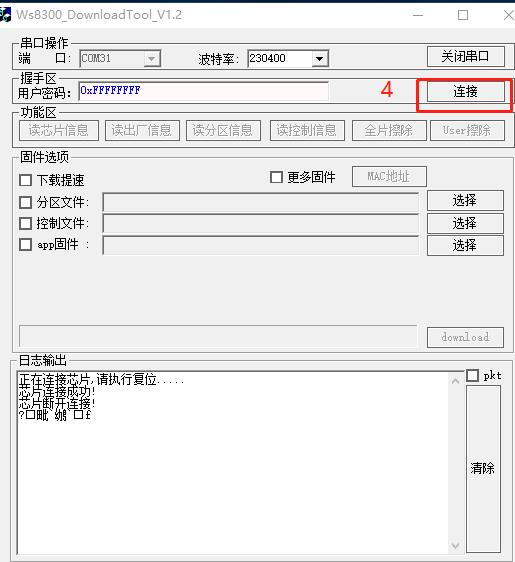 Ws8300_DownloadTool_V1.2
串口操作
端 口: COM31 波特率: 230400 关闭串口
握手区
用户密码: 0xFFFFFFFF 4 连接
功能区
读芯片信息 读出厂信息 读分区信息 读控制信息 全片擦除 User擦除
固件选项
下载提速 更多固件 MAC地址
分区文件: 选择
控制文件: 选择
app固件 : 选择
download
日志输出
正在连接芯片,请执行复位..... pkt
芯片连接成功!
芯片断开连接!
清除